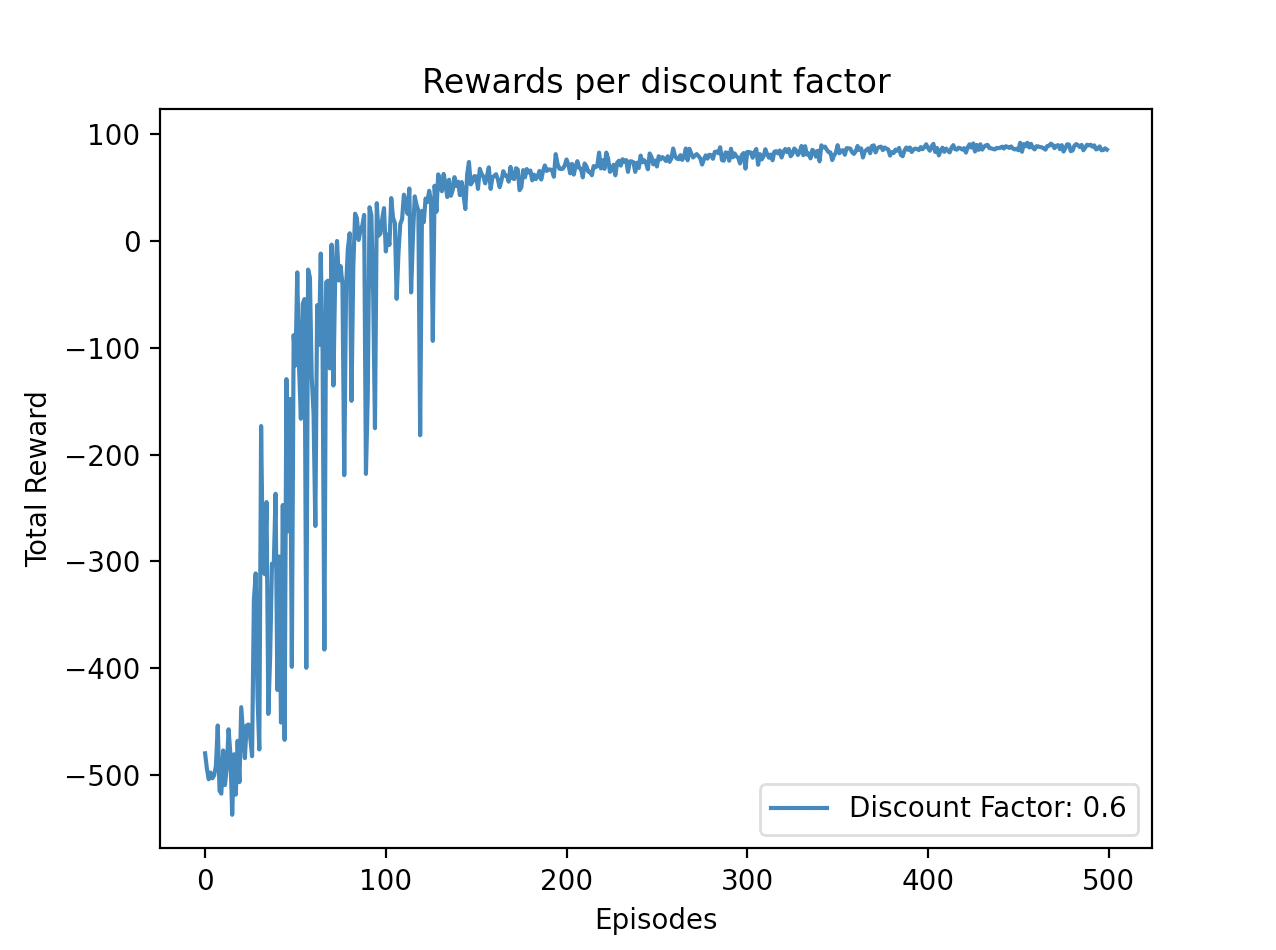 Rewards per discount factor
Total Reward
100
0
−100
−200
−300
−400
−500
Discount Factor: 0.6
0 100 200 300 400 500
Episodes